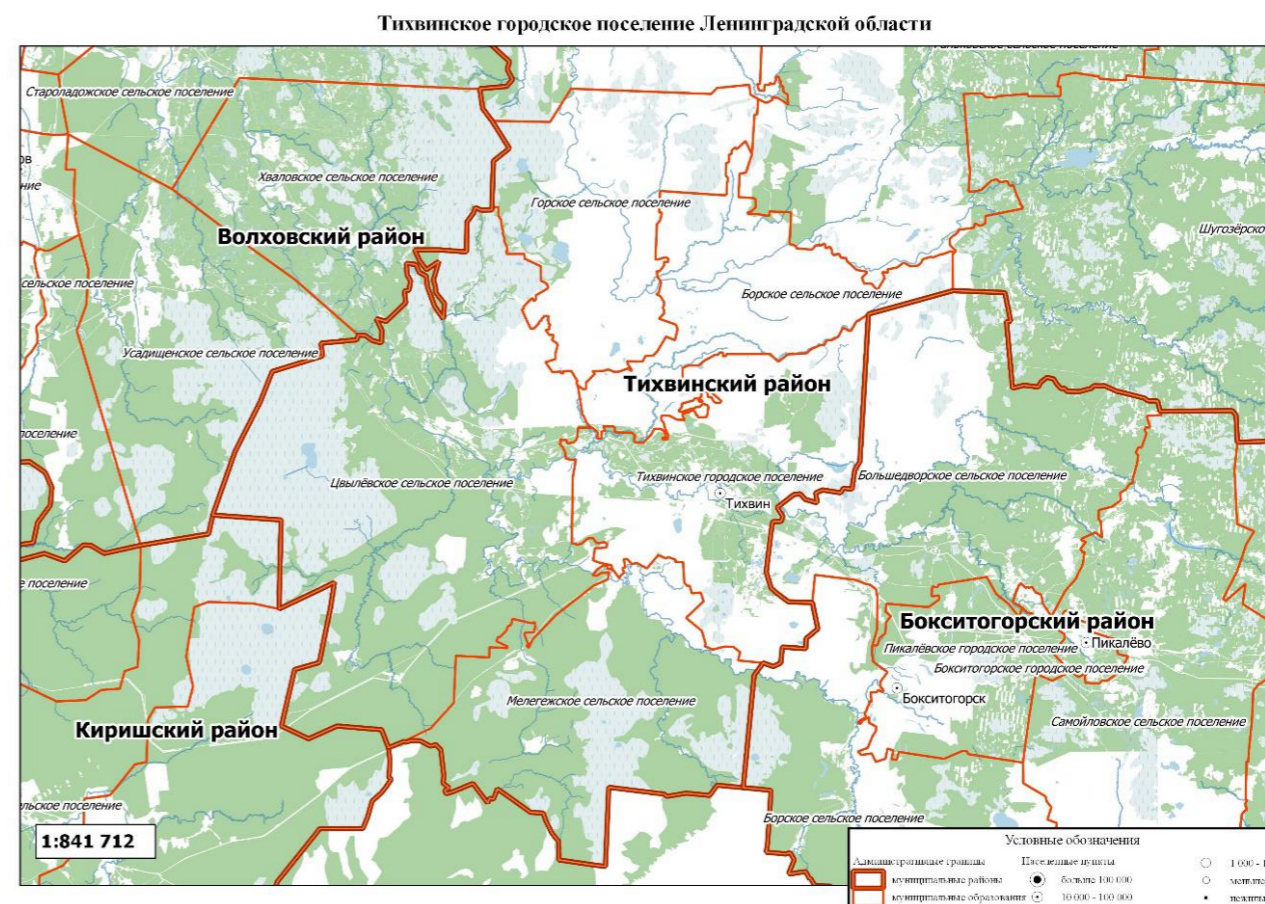 Тихвинское городское поселение Ленинградской области
Староладожское сельское поселение
Хваловское сельское поселение
Горское сельское поселение
Шугозёрско
Волховский район
сельское поселение
Борское сельское поселение
Усадищенское сельское поселение
Тихвинский район
поселение
Цвылёвское сельское поселение
Тихвинское городское поселение
Большедворское сельское поселение
Тихвин
е поселение
Бокситогорский район
Пикалёво
Пикалёвское городское поселение
Бокситогорское городское поселение
Бокситогорск
Мелегежское сельское поселение
Самойловское сельское поселение
Киришский район
сельское поселение
Борское сельское поселение
1:841 712
Условные обозначения
Административные границы
Населенные пункты
муниципальные районы
больше 100 000
муниципальные образования
10 000 - 100 000